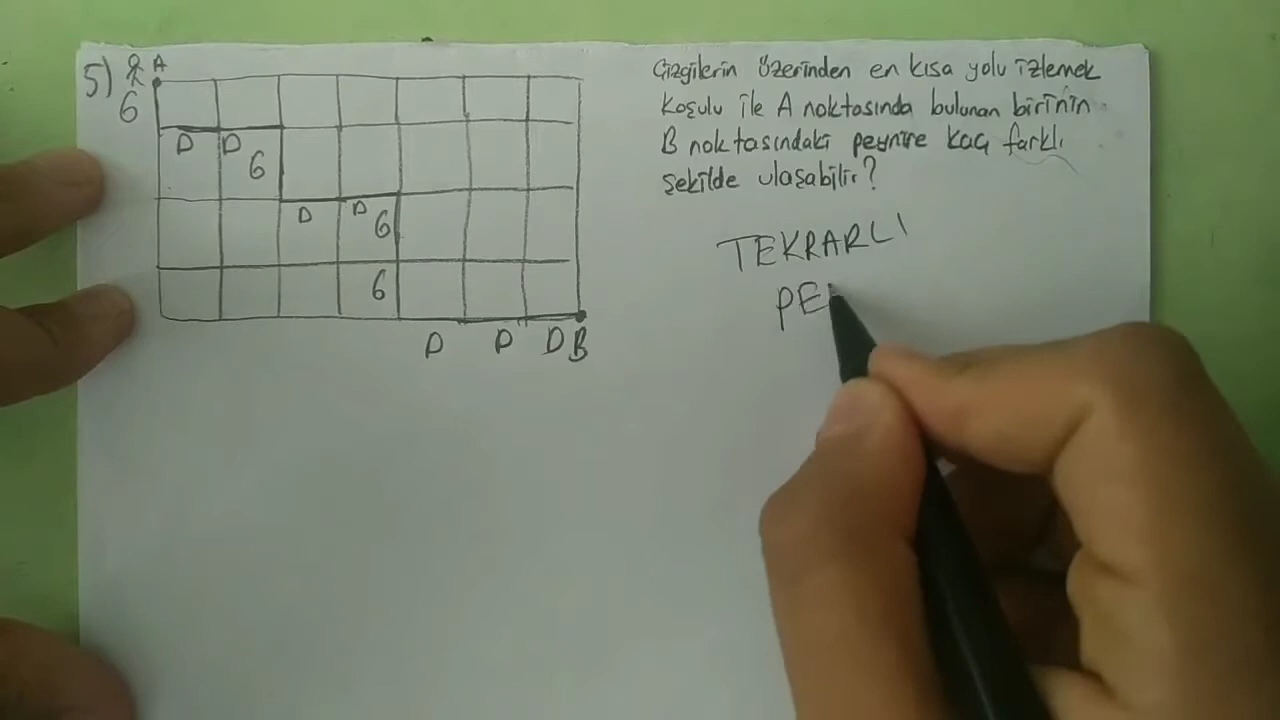 5) A
Çizgilerin üzerinden en kısa yolu izlemek
koşulu ile A noktasında bulunan birinin
B noktasındaki peynire kaç farklı
şekilde ulaşabilir?
6
D D 6
D D 6
6
D D D B
TEKRARLI
PE